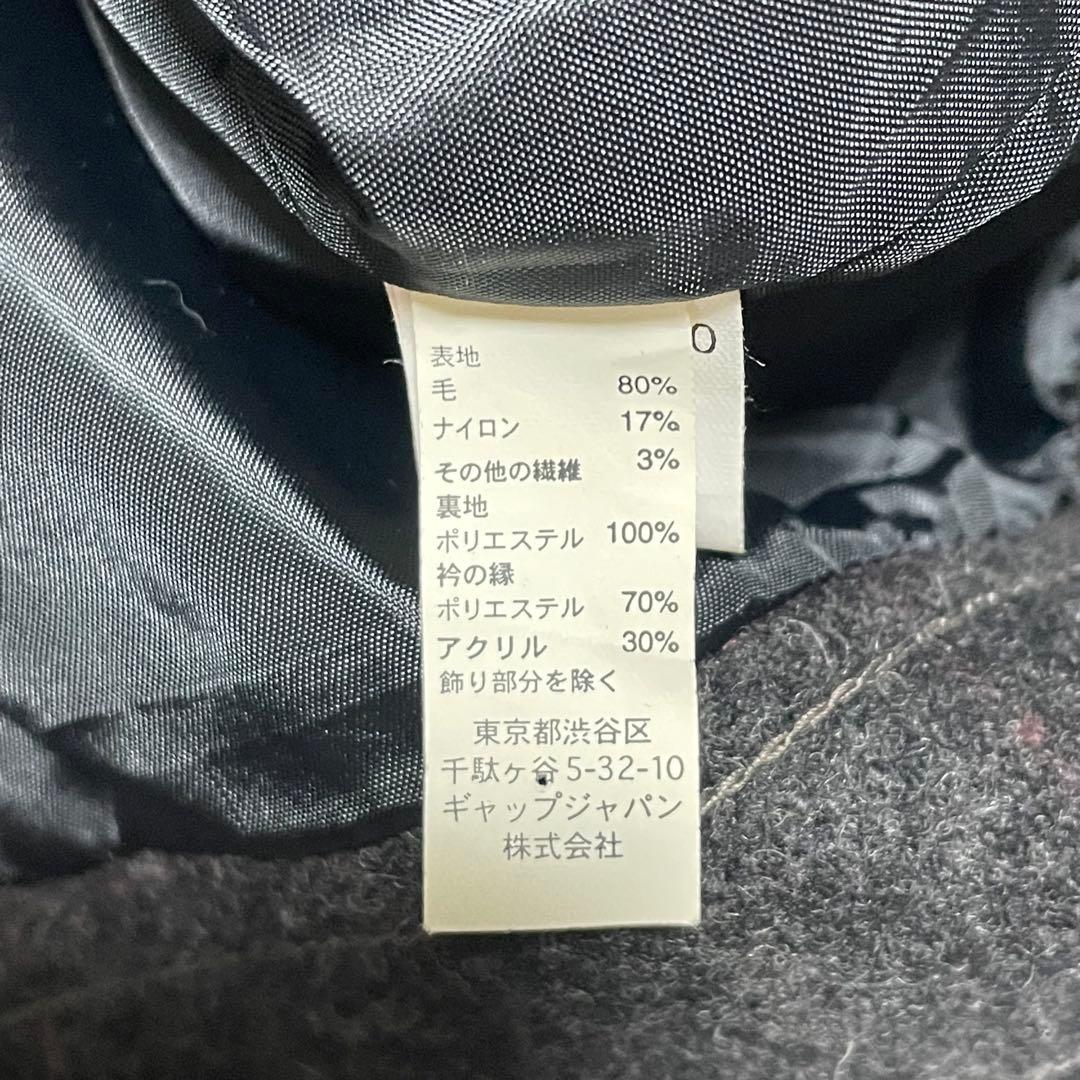 0
表地
毛 80%
ナイロン 17%
その他の繊維 3%
裏地
ポリエステル 100%
衿の縁
ポリエステル 70%
アクリル 30%
飾り部分を除く
東京都渋谷区
千駄ヶ谷5-32-10
ギャップジャパン
株式会社